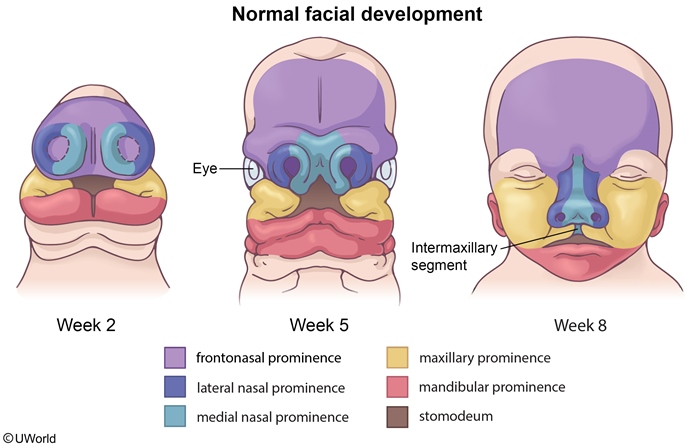 Normal facial development
Eye
Intermaxillary
segment
Week 2
Week 5
Week 8
frontonasal prominence
lateral nasal prominence
medial nasal prominence
maxillary prominence
mandibular prominence
stomodeum
©UWorld